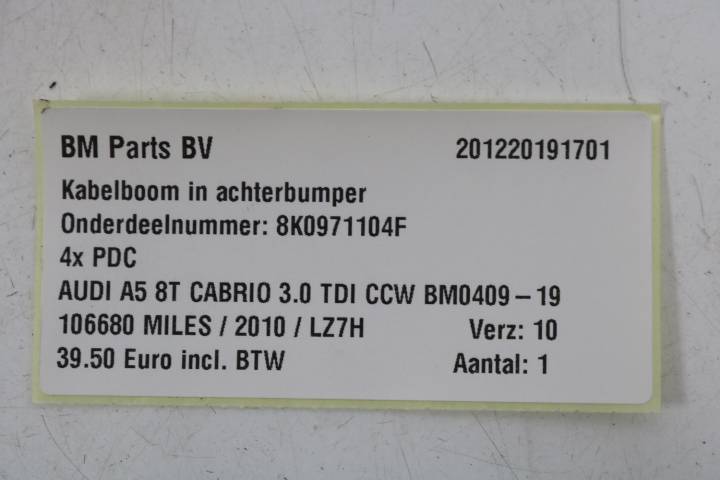 BM Parts BV 201220191701
Kabelboom in achterbumper
Onderdeelnummer: 8K0971104F
4x PDC
AUDI A5 8T CABRIO 3.0 TDI CCW BM0409 – 19
106680 MILES / 2010 / LZ7H Verz: 10
39.50 Euro incl. BTW Aantal: 1